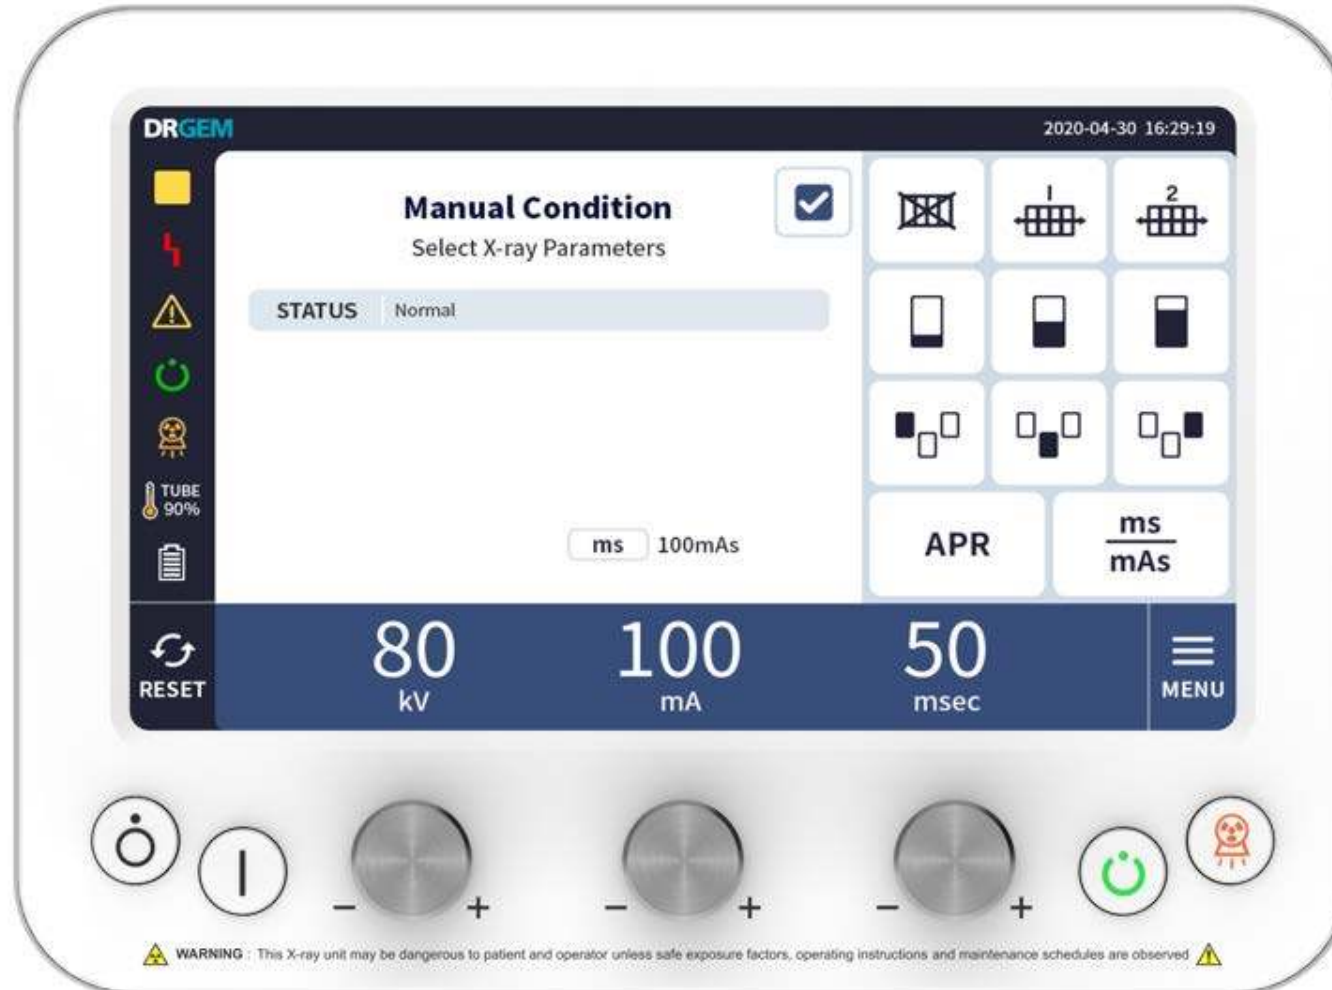 DRGEM
2020-04-30 16:29:19
Manual Condition
Select X-ray Parameters
STATUS Normal
1
2
TUBE
90%
ms 100mAs
APR
ms
mAs
RESET
80
kV
100
mA
50
msec
MENU
- +
- +
- +
WARNING : This X-ray unit may be dangerous to patient and operator unless safe exposure factors, operating instructions and maintenance schedules are observed